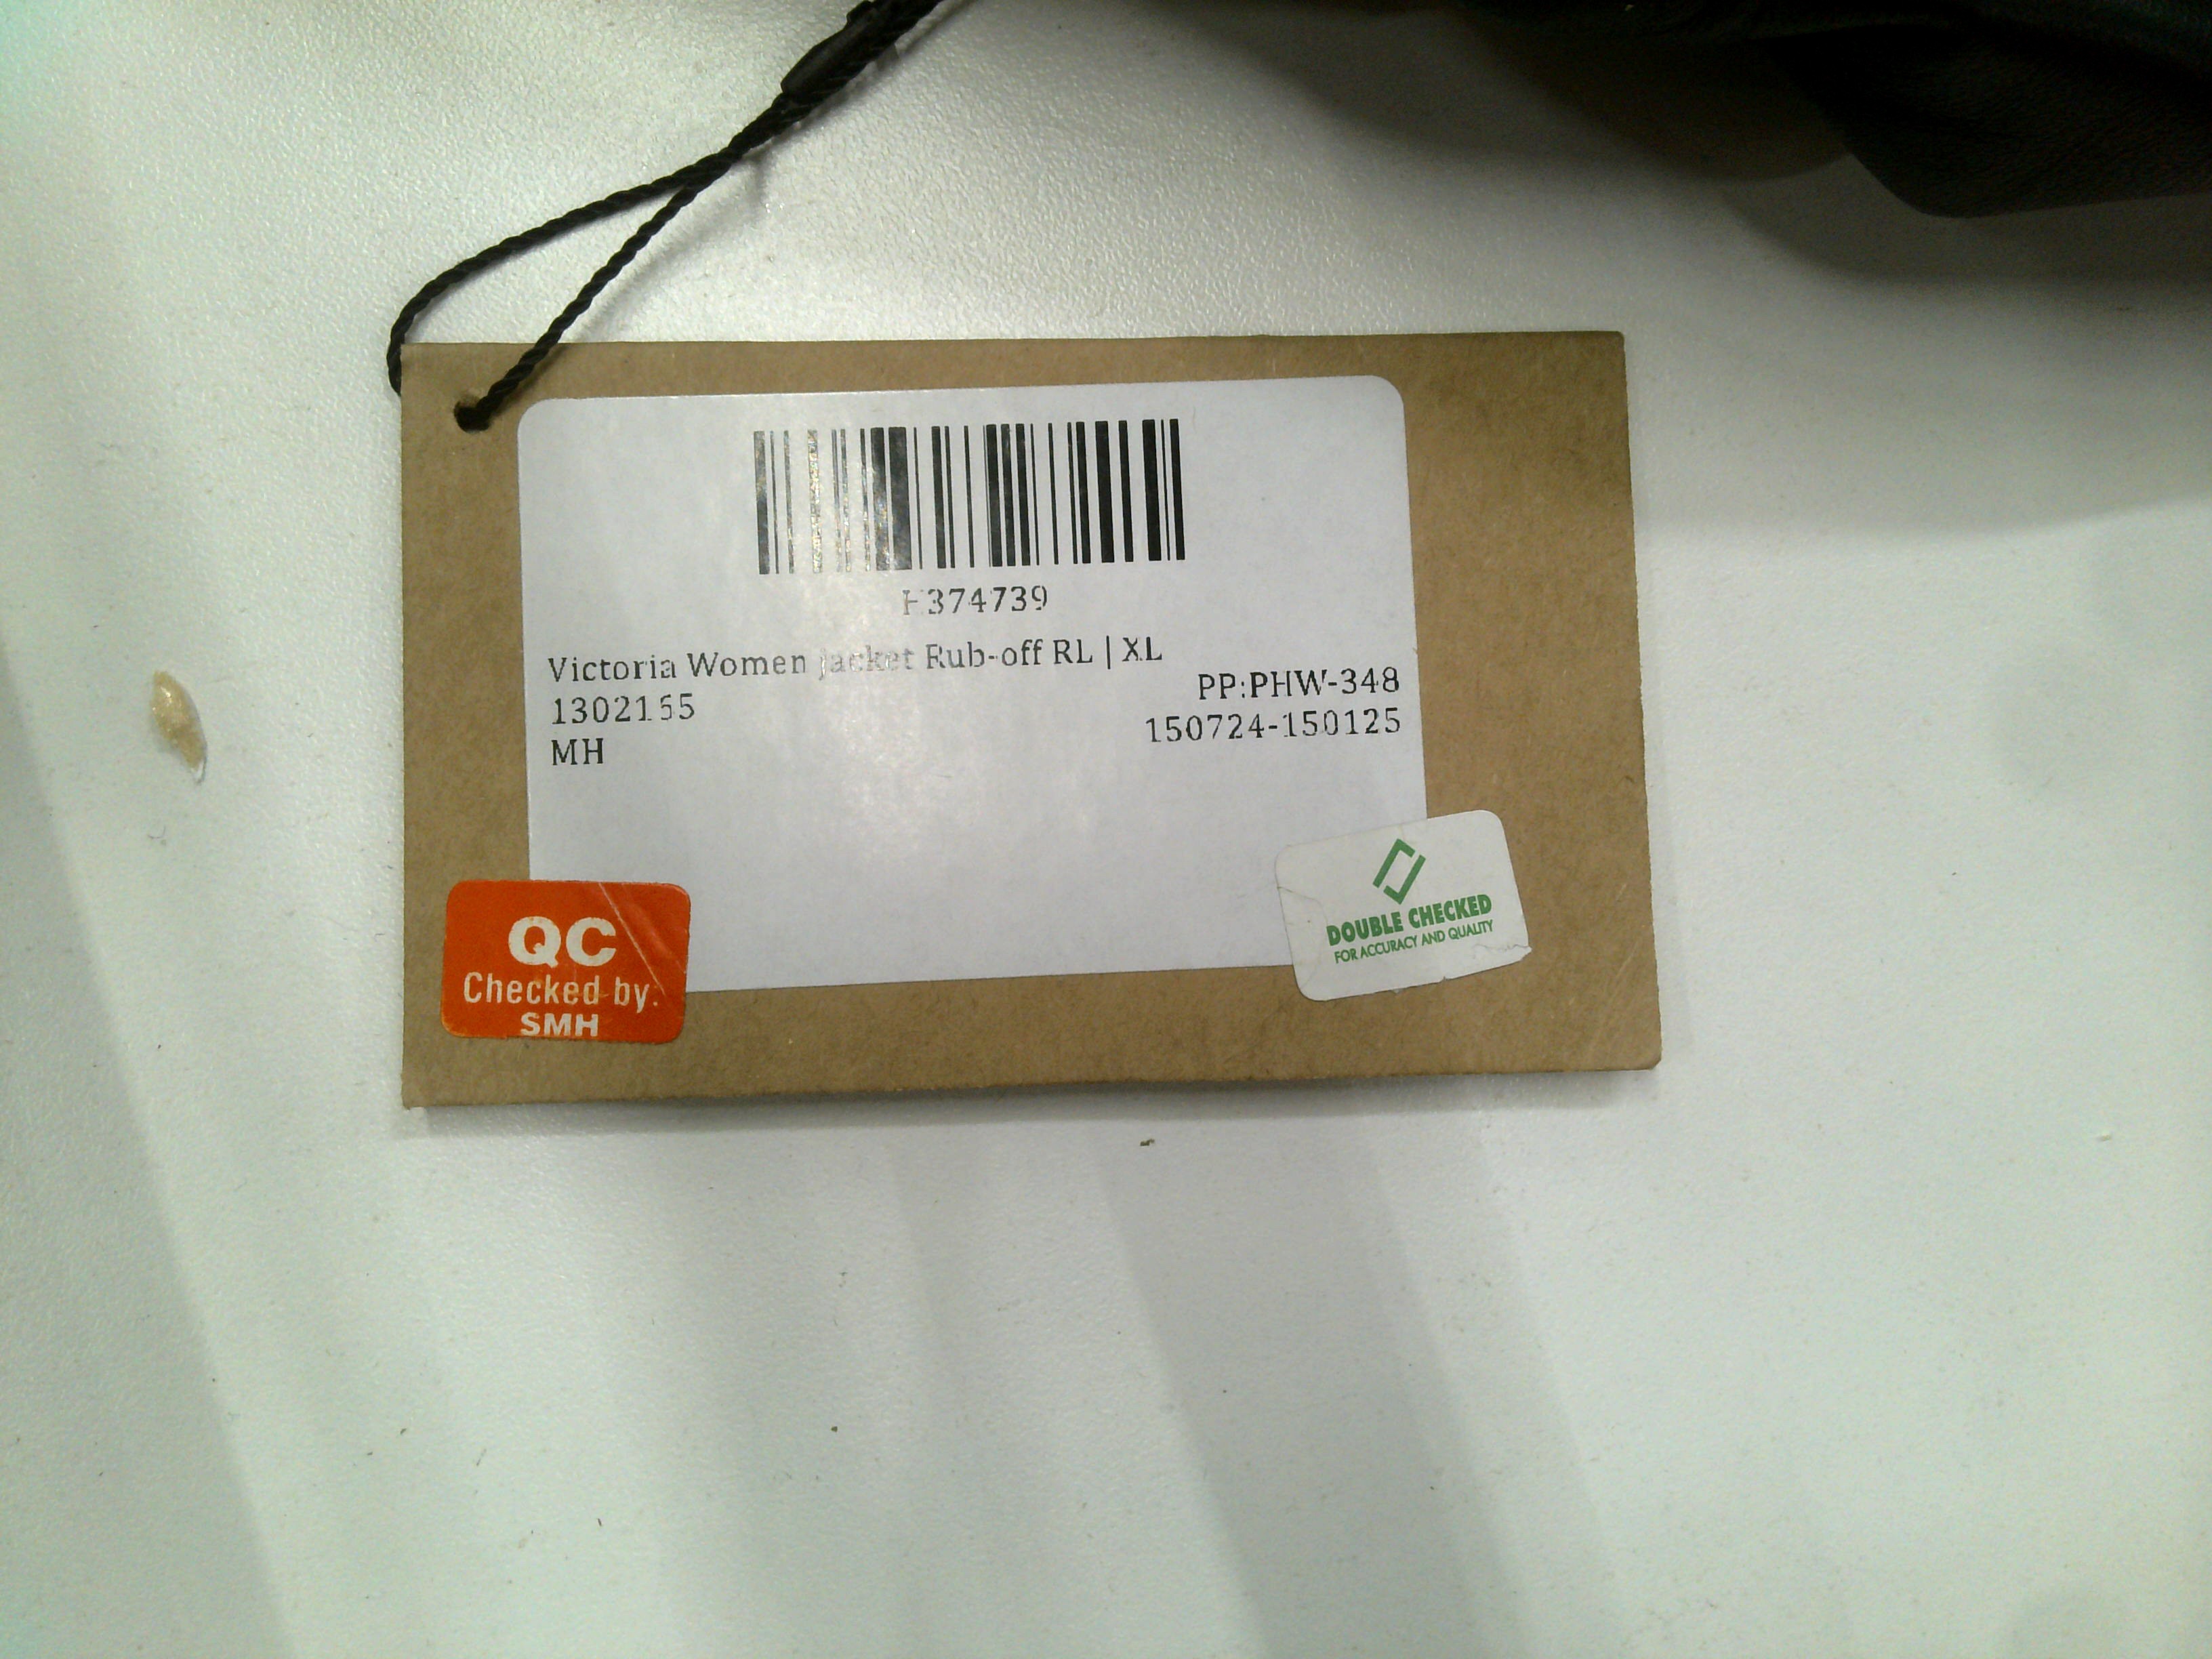 H374739
Victoria Women Jacket Rub-off RL | XL
PP:PHW-348
1302155
150724-150125
MH
QC
Checked by:
SMH
DOUBLE CHECKED
FOR ACCURACY AND QUALITY